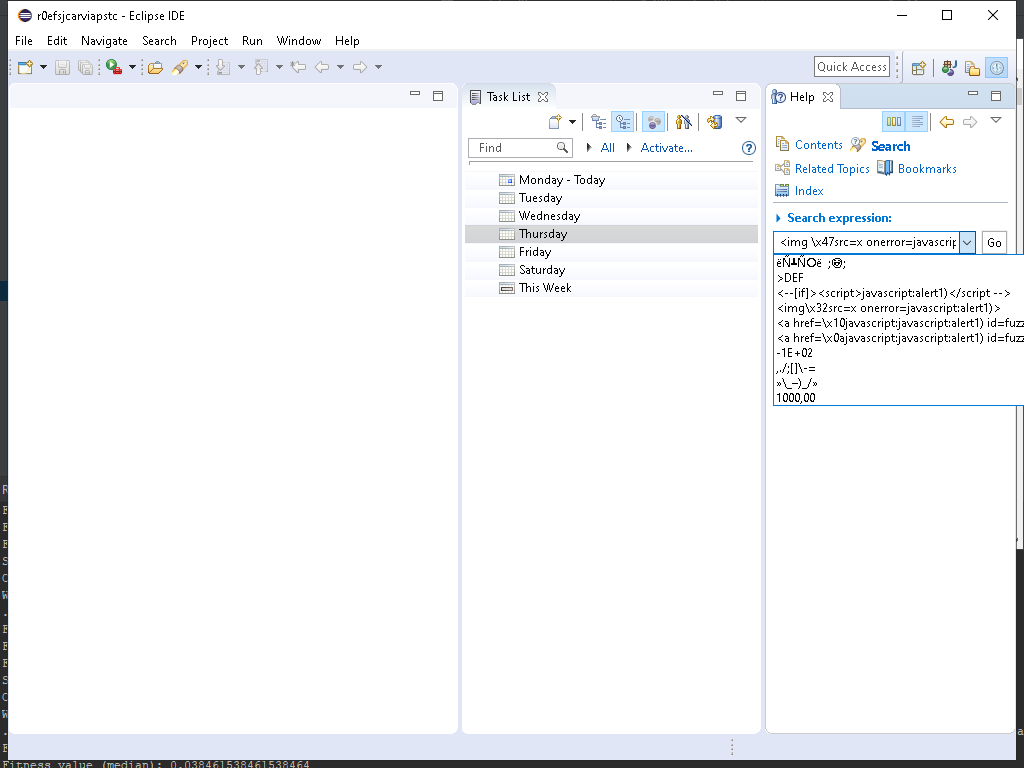 r0efsjcarviapstc - Eclipse IDE
File Edit Navigate Search Project Run Window Help
Quick Access
Task List
Help
Find
All
Activate...
Contents
Search
Related Topics
Bookmarks
Index
Search expression:
<img \x47src=x onerror=javascrip
Go
Monday - Today
Tuesday
Wednesday
Thursday
Friday
Saturday
This Week
>DEF
<--[if]><script>javascript:alert1)</script -->
<img\x32src=x onerror=javascript:alert1)>
<a href=\x10javascript:javascript:alert1) id=fuzz
<a href=\x0ajavascript:javascript:alert1) id=fuzz
-1E+02
,./;[]\-=
»\_–)_/»
1000,00
Fitness value (median): 0.038461538461538464